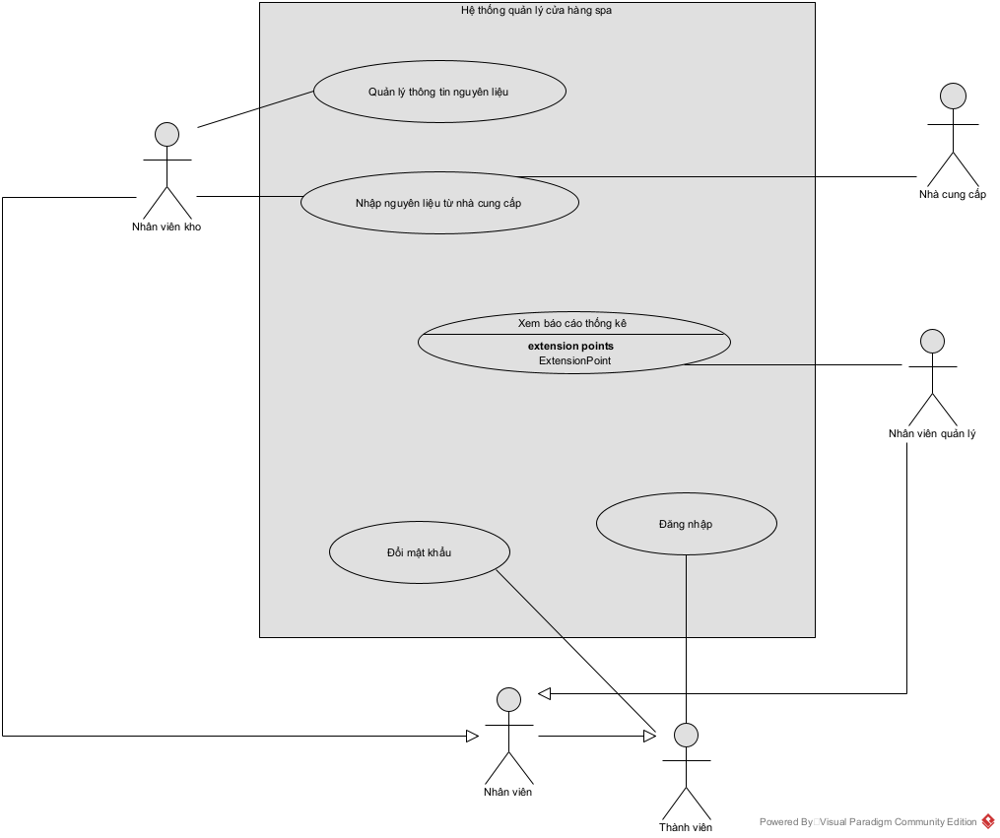 Hệ thống quản lý cửa hàng spa
Quản lý thông tin nguyên liệu
Nhập nguyên liệu từ nhà cung cấp
Nhà cung cấp
Nhân viên kho
Xem báo cáo thống kê
extension points
ExtensionPoint
Nhân viên quản lý
Đăng nhập
Đổi mật khẩu
Nhân viên
Thành viên
Powered By Visual Paradigm Community Edition